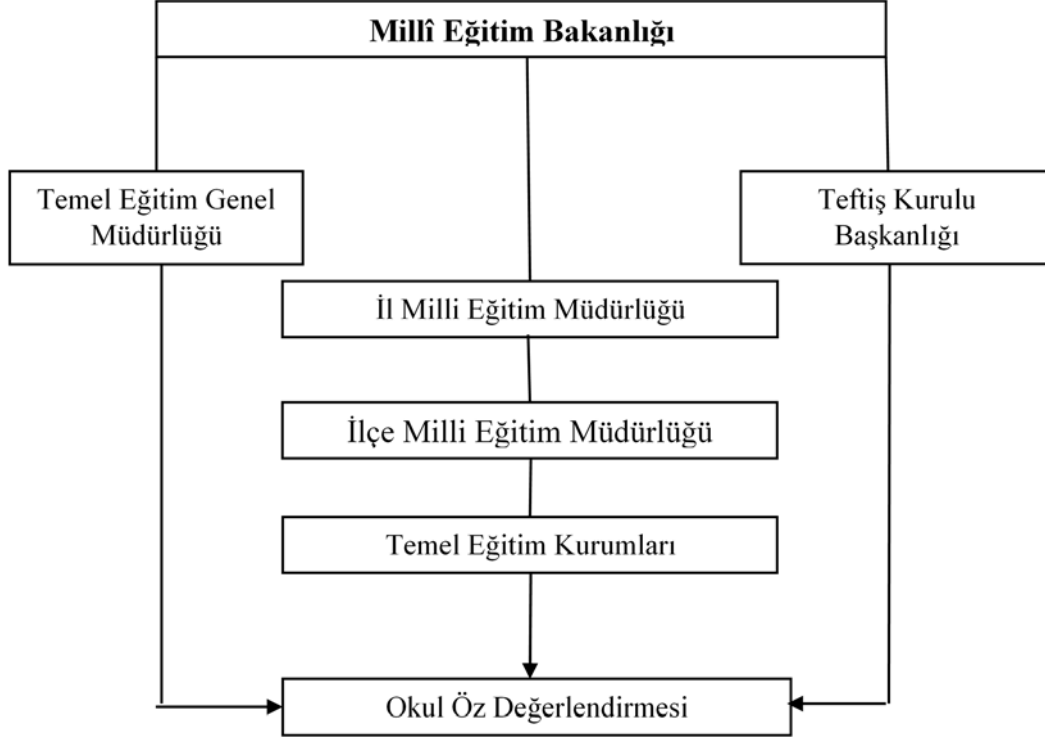 Millî Eğitim Bakanlığı
Temel Eğitim Genel
Müdürlüğü
Teftiş Kurulu
Başkanlığı
İl Milli Eğitim Müdürlüğü
İlçe Milli Eğitim Müdürlüğü
Temel Eğitim Kurumları
Okul Öz Değerlendirmesi